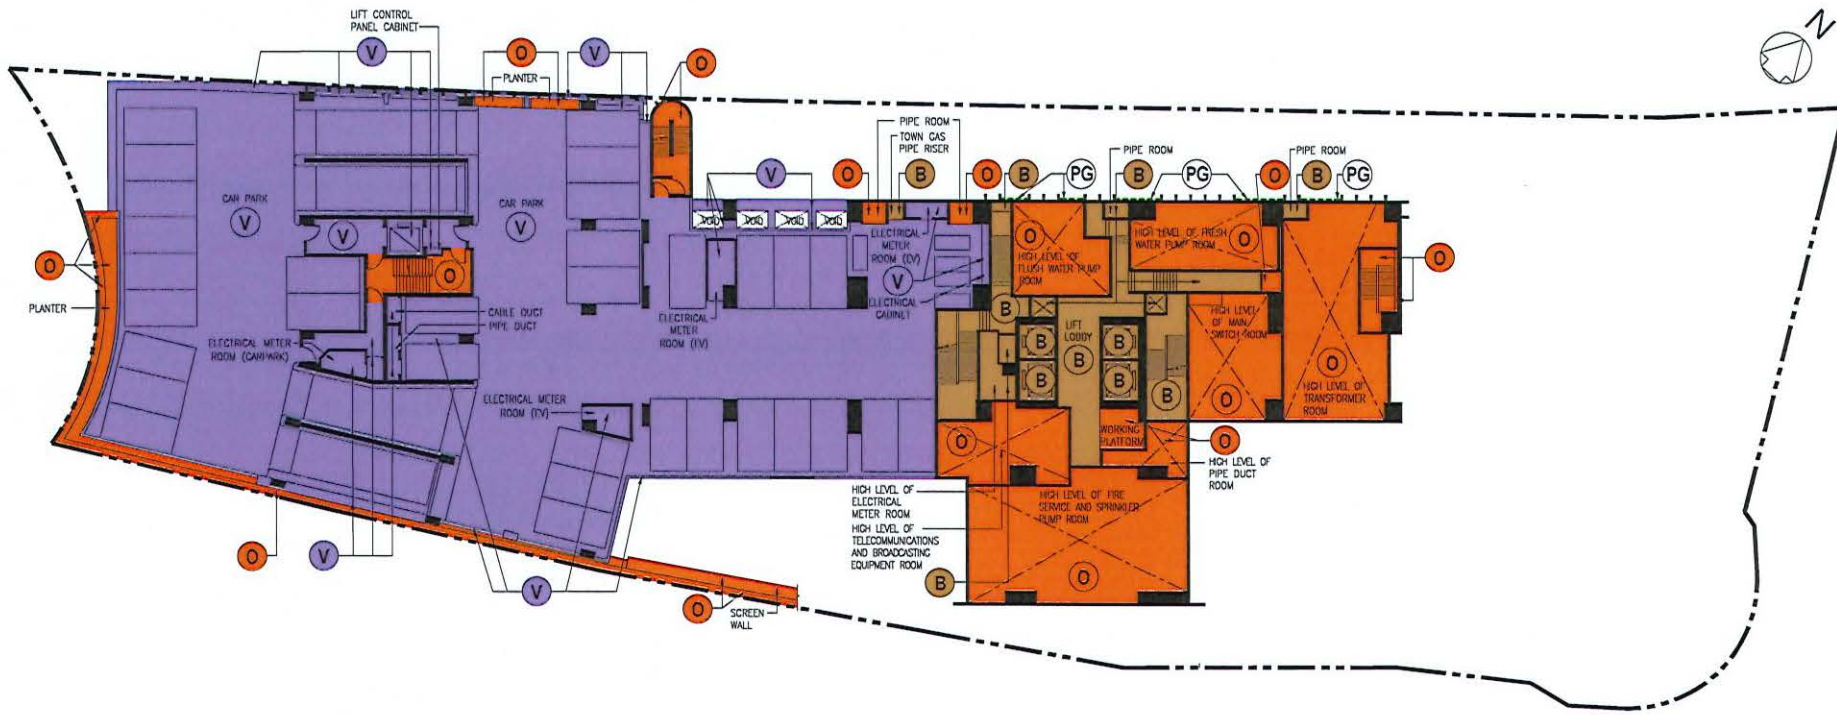 LIFT CONTROL
PANEL CABINET
V
O
V
O
PLANTER
N
PIPE ROOM
TOWN GAS
PIPE RISER
PIPE ROOM
PIPE ROOM
V
O
B
O
B
PG
B
PG
O
B
PG
CAR PARK
V
CAR PARK
V
V
VOID
VOID
VOID
VOID
ELECTRICAL
METER
ROOM (EV)
V
ELECTRICAL
CABINET
O
HIGH LEVEL OF
FLUSH WATER PUMP
ROOM
HIGH LEVEL OF FRESH
WATER PUMP ROOM
O
O
O
O
PLANTER
CABLE DUCT
PIPE DUCT
ELECTRICAL METER
ROOM (CARPARK)
ELECTRICAL
METER
ROOM (EV)
B
LIFT
LOBBY
B
B
B
B
B
B
HIGH LEVEL
OF MAIN
SWITCH ROOM
O
O
HIGH LEVEL OF
TRANSFORMER
ROOM
ELECTRICAL METER
ROOM (EV)
O
WORKING
PLATFORM
O
HIGH LEVEL OF
PIPE DUCT
ROOM
HIGH LEVEL OF
ELECTRICAL
METER ROOM
HIGH LEVEL OF
TELECOMMUNICATIONS
AND BROADCASTING
EQUIPMENT ROOM
HIGH LEVEL OF FIRE
SERVICE AND SPRINKLER
PUMP ROOM
O
B
O
V
V
O
SCREEN
WALL